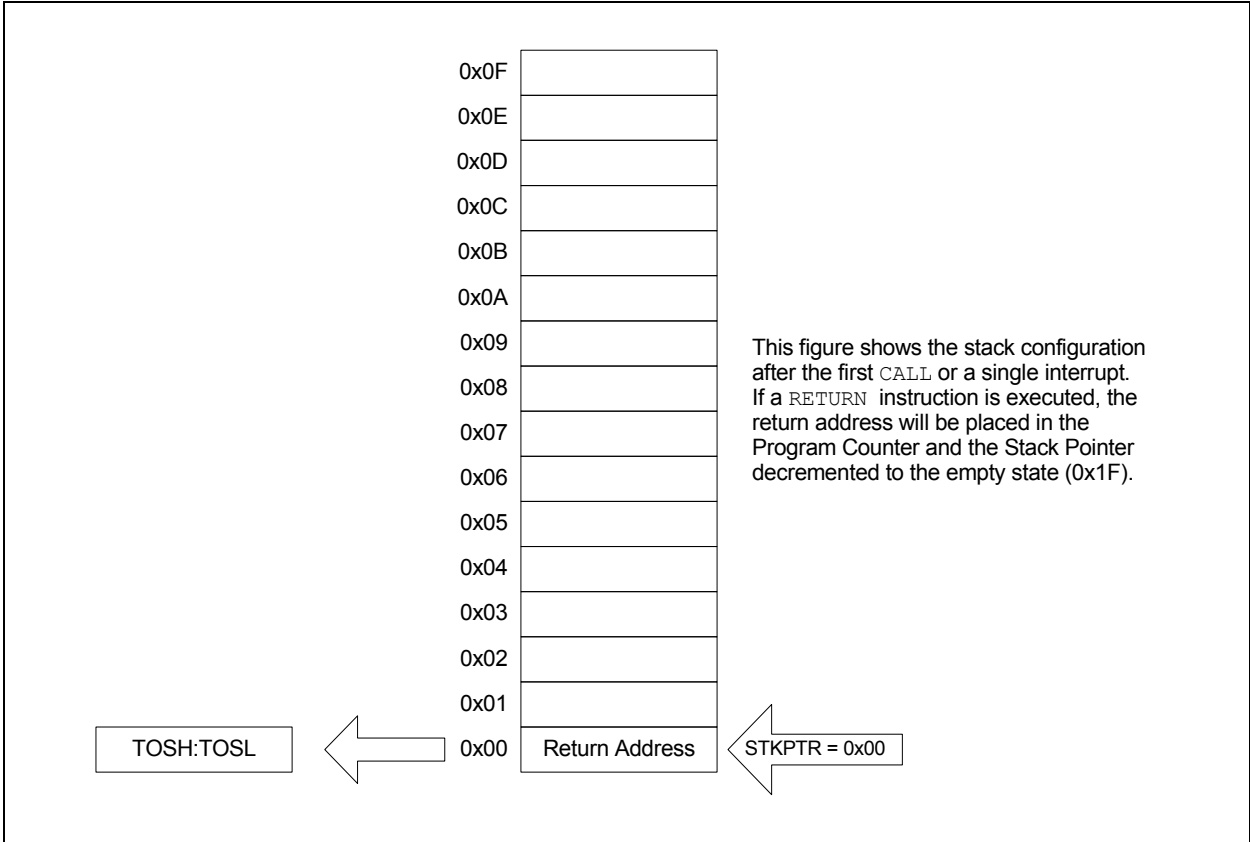 0x0F
0x0E
0x0D
0x0C
0x0B
0x0A
0x09
0x08
0x07
0x06
0x05
0x04
0x03
0x02
0x01
This figure shows the stack configuration
after the first CALL or a single interrupt.
If a RETURN instruction is executed, the
return address will be placed in the
Program Counter and the Stack Pointer
decremented to the empty state (0x1F).
TOSH:TOSL
0x00
Return Address
STKPTR = 0x00